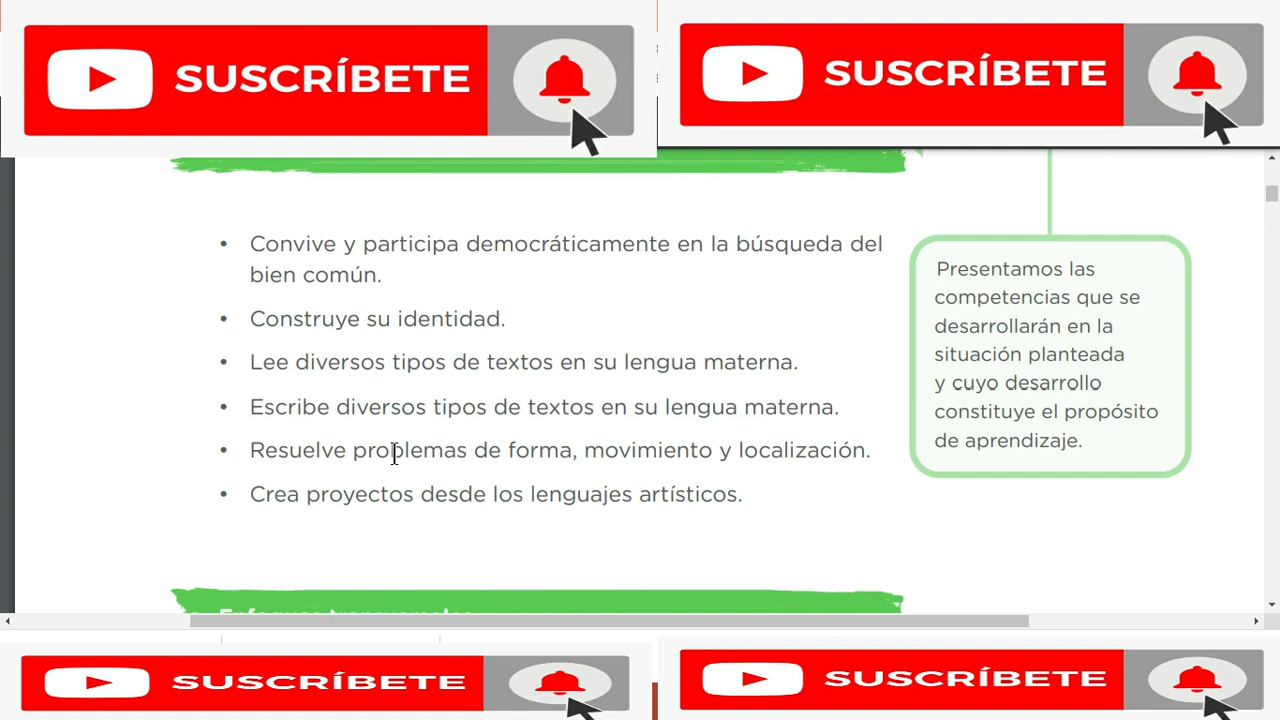 SUSCRÍBETE
SUSCRÍBETE
• Convive y participa democráticamente en la búsqueda del
bien común.
• Construye su identidad.
• Lee diversos tipos de textos en su lengua materna.
• Escribe diversos tipos de textos en su lengua materna.
• Resuelve problemas de forma, movimiento y localización.
• Crea proyectos desde los lenguajes artísticos.
Presentamos las
competencias que se
desarrollarán en la
situación planteada
y cuyo desarrollo
constituye el propósito
de aprendizaje.
Enfoques transversales
SUSCRÍBETE
SUSCRÍBETE